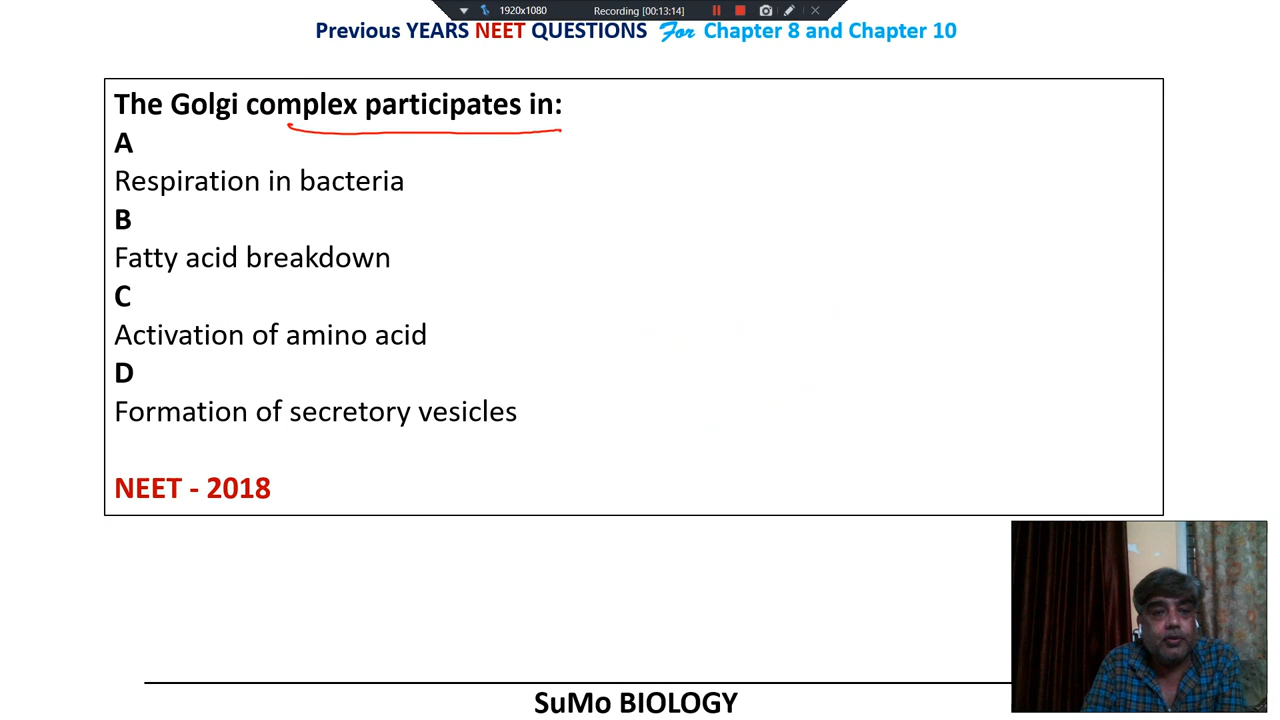 1920x1080 Recording [00:13:14]
Previous YEARS NEET QUESTIONS For Chapter 8 and Chapter 10
The Golgi complex participates in:
A
Respiration in bacteria
B
Fatty acid breakdown
C
Activation of amino acid
D
Formation of secretory vesicles
NEET - 2018
SuMo BIOLOGY